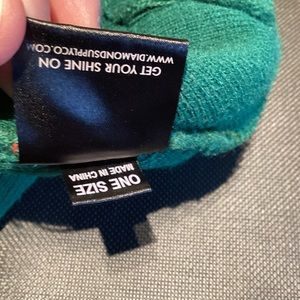 GET YOUR SHINE ON
WWW.DIAMONDSUPPLYCO.COM
ONE SIZE
MADE IN CHINA